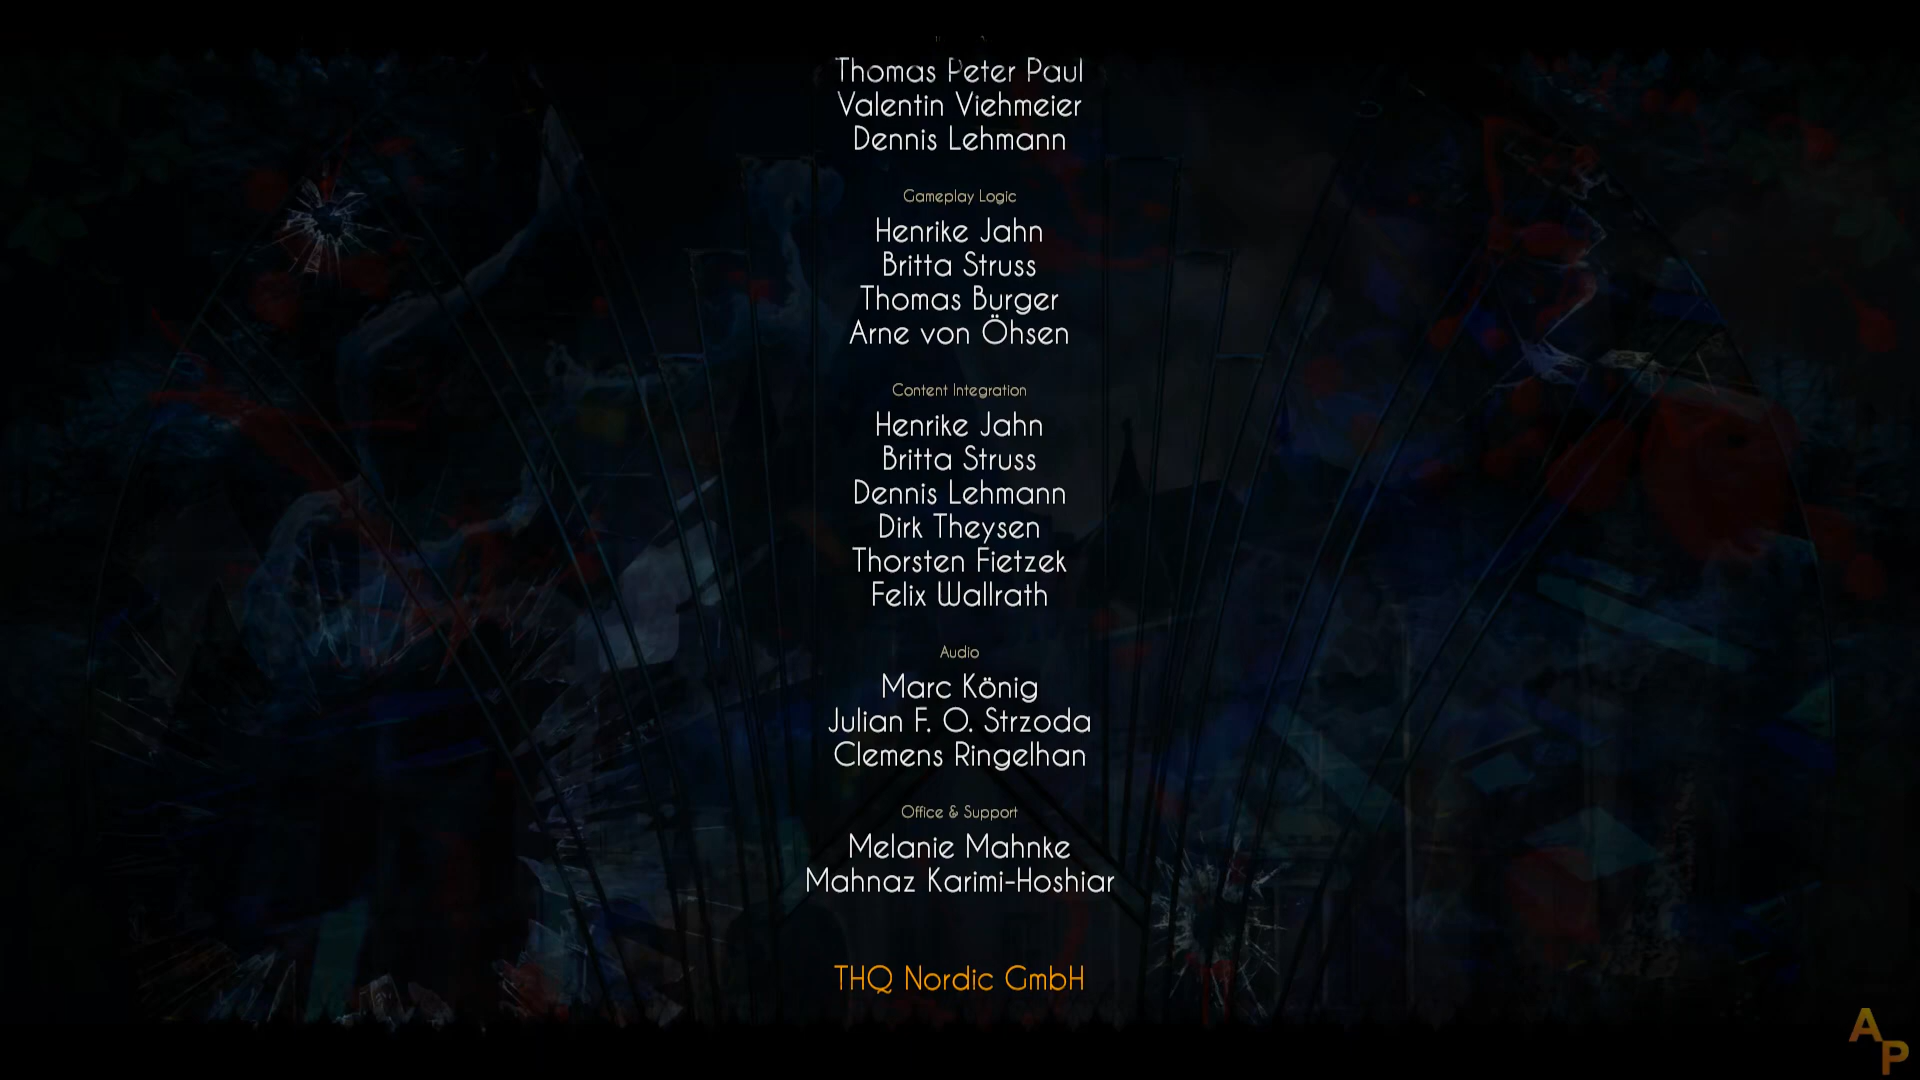 Thomas Peter Paul
Valentin Viehmeier
Dennis Lehmann
Gameplay Logic
Henrike Jahn
Britta Struss
Thomas Burger
Arne von Öhsen
Content Integration
Henrike Jahn
Britta Struss
Dennis Lehmann
Dirk Theysen
Thorsten Fietzek
Felix Wallrath
Audio
Marc König
Julian F. O. Strzoda
Clemens Ringelhan
Office & Support
Melanie Mahnke
Mahnaz Karimi-Hoshiar
THQ Nordic GmbH
AP